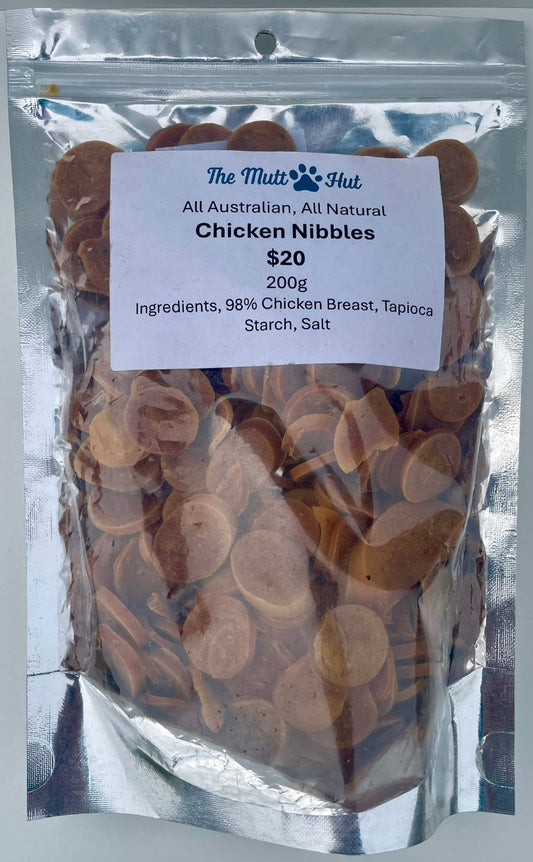 The Mutt Hut
All Australian, All Natural
Chicken Nibbles
$20
200g
Ingredients, 98% Chicken Breast, Tapioca
Starch, Salt